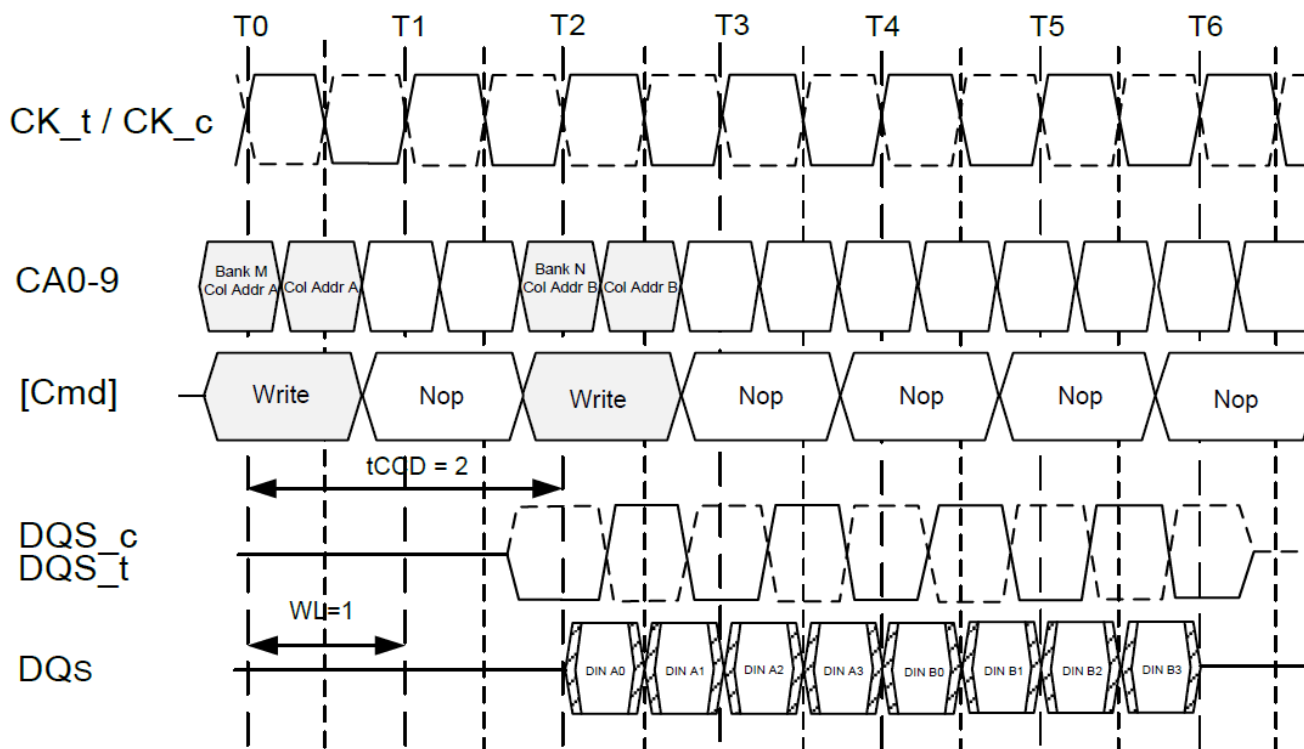 T0 T1 T2 T3 T4 T5 T6
CK_t / CK_c
CA0-9
Bank M
Col Addr A
Col Addr A
Bank N
Col Addr B
Col Addr B
[Cmd]
Write Nop Write Nop Nop Nop Nop
tCCD = 2
DQS_c
DQS_t
WL=1
DQs
DIN A0 DIN A1 DIN A2 DIN A3 DIN B0 DIN B1 DIN B2 DIN B3